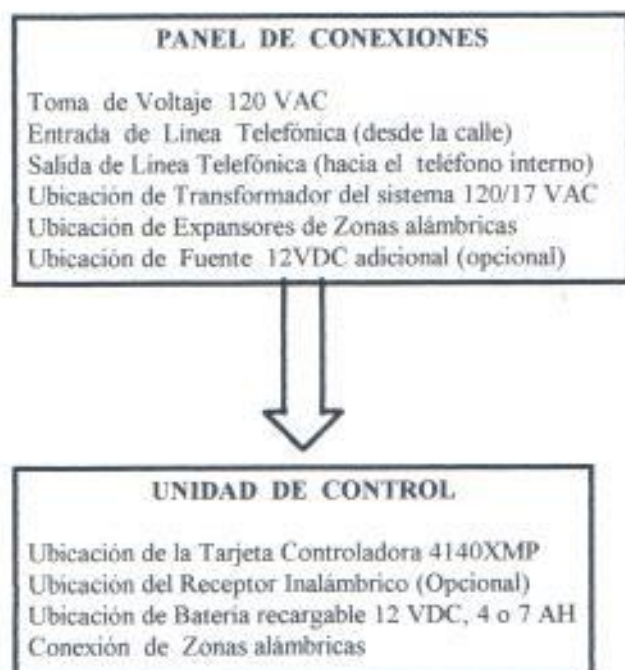 PANEL DE CONEXIONES
Toma de Voltaje 120 VAC
Entrada de Línea Telefónica (desde la calle)
Salida de Línea Telefónica (hacia el teléfono interno)
Ubicación de Transformador del sistema 120/17 VAC
Ubicación de Expansores de Zonas alámbricas
Ubicación de Fuente 12VDC adicional (opcional)
UNIDAD DE CONTROL
Ubicación de la Tarjeta Controladora 4140XMP
Ubicación del Receptor Inalámbrico (Opcional)
Ubicación de Batería recargable 12 VDC, 4 o 7 AH
Conexión de Zonas alámbricas